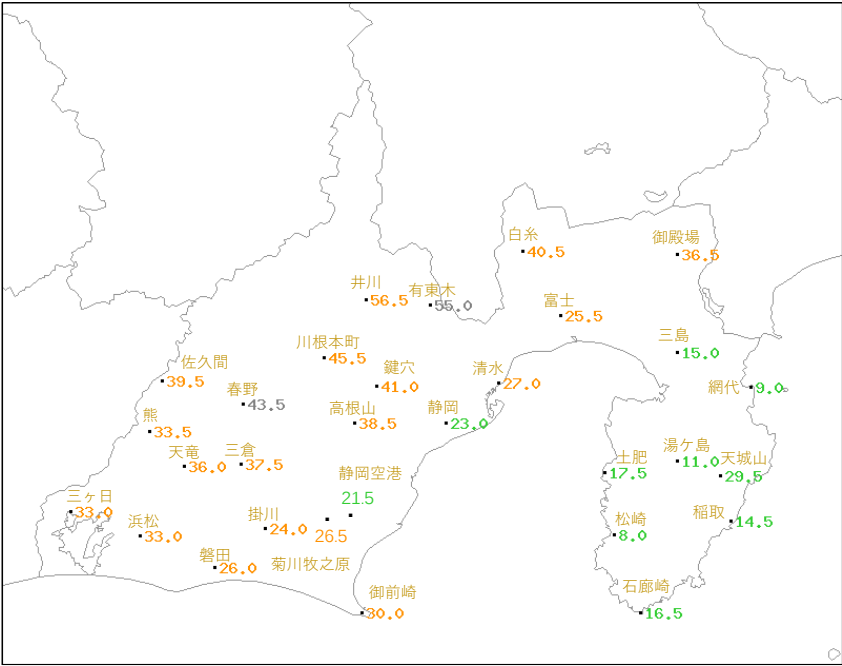 白糸
40.5
御殿場
36.5
井川
56.5
有東木
55.0
富士
25.5
川根本町
45.5
三島
15.0
佐久間
39.5
鍵穴
41.0
清水
27.0
春野
43.5
網代
9.0
熊
33.5
高根山
38.5
静岡
23.0
天竜
36.0
三倉
37.5
静岡空港
21.5
土肥
17.5
湯ケ島
11.0
天城山
29.5
三ヶ日
33.0
浜松
33.0
掛川
24.0
26.5
菊川牧之原
松崎
8.0
稲取
14.5
磐田
26.0
御前崎
30.0
石廊崎
16.5